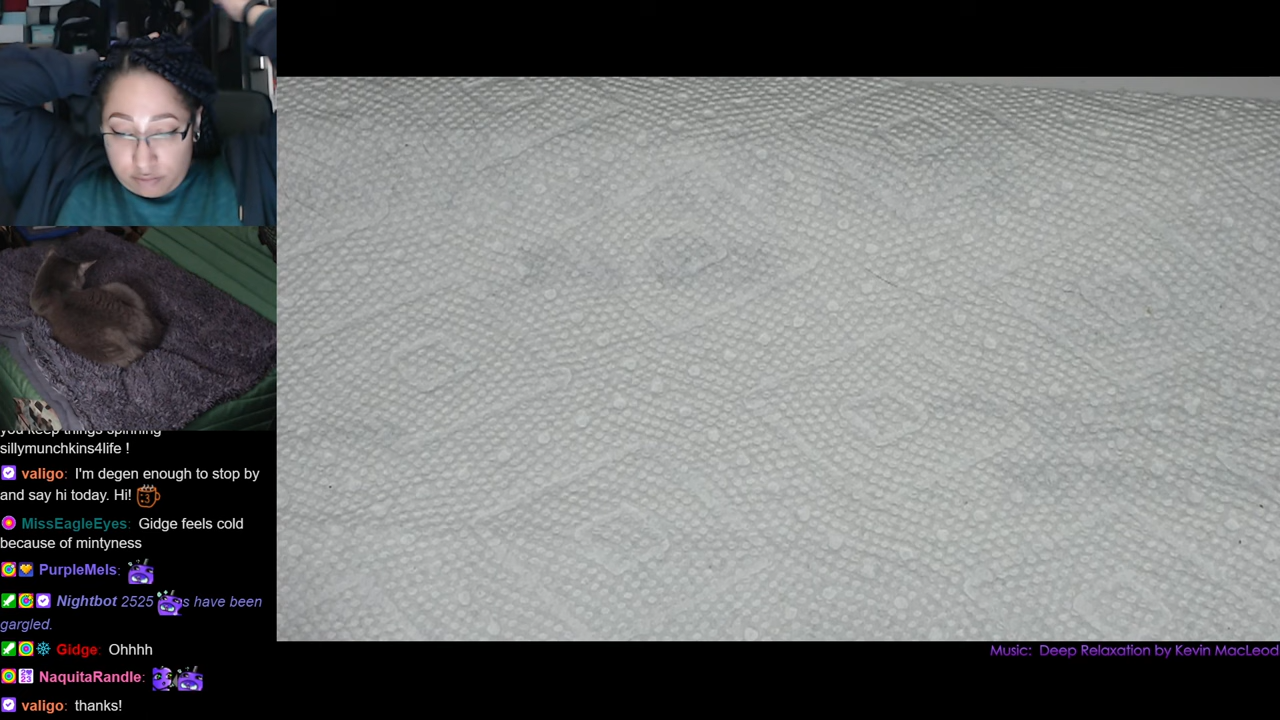 sillymunchkins4life !
valigo: I'm degen enough to stop by
and say hi today. Hi!
MissEagleEyes: Gidge feels cold
because of mintyness
PurpleMels:
Nightbot 2525 s have been
gargled.
Gidge: Ohhhh
NaquitaRandle:
valigo: thanks!
Music: Deep Relaxation by Kevin MacLeod